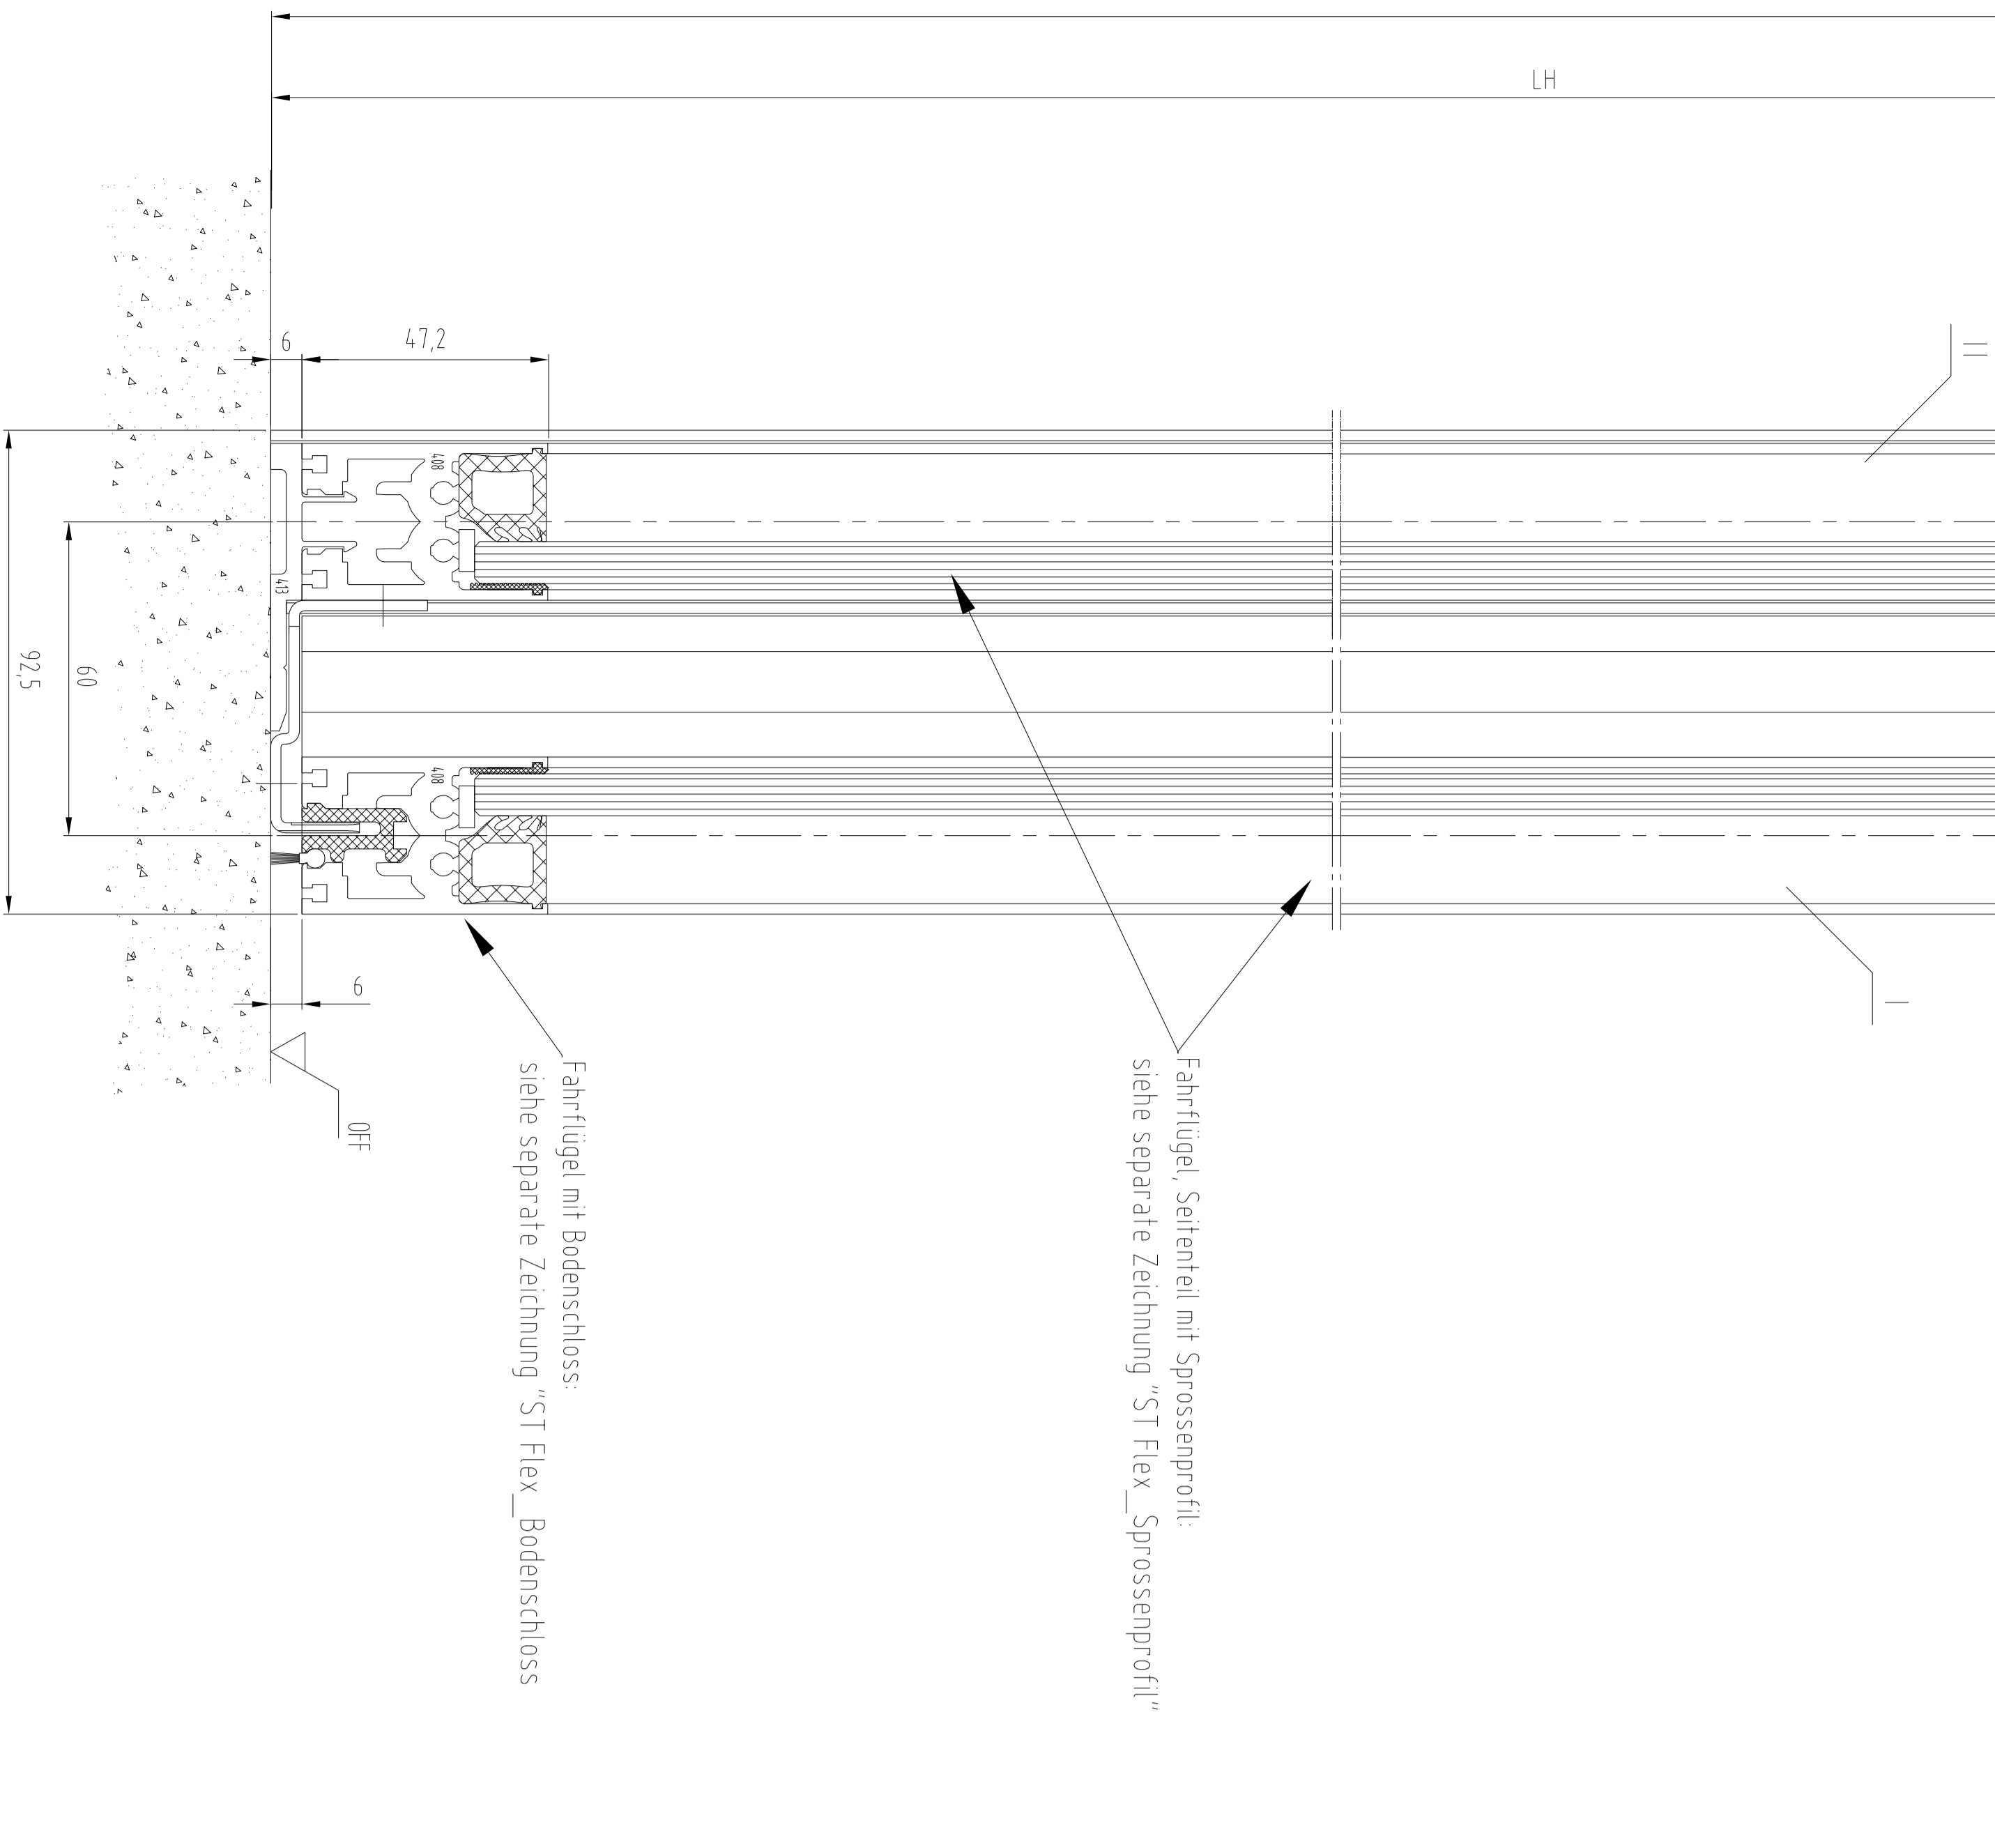 LH
II
6
47,2
408
413
408
92,5
60
6
I
OFF
Fahrflügel, Seitenteil mit Sprossenprofil:
siehe separate Zeichnung "ST Flex_Sprossenprofil"
Fahrflügel mit Bodenschloss:
siehe separate Zeichnung "ST Flex_Bodenschloss